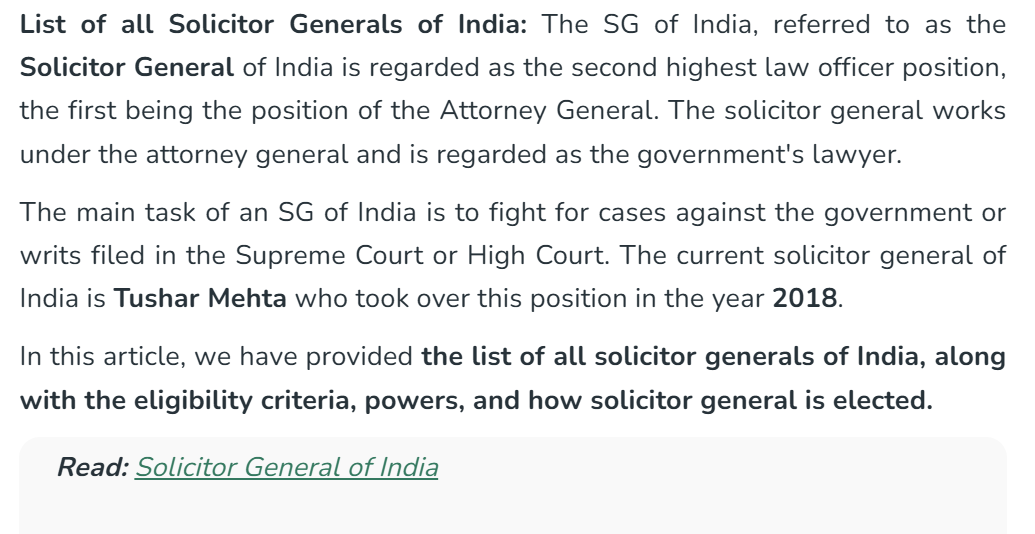 List of all Solicitor Generals of India: The SG of India, referred to as the
Solicitor General of India is regarded as the second highest law officer position,
the first being the position of the Attorney General. The solicitor general works
under the attorney general and is regarded as the government's lawyer.
The main task of an SG of India is to fight for cases against the government or
writs filed in the Supreme Court or High Court. The current solicitor general of
India is Tushar Mehta who took over this position in the year 2018.
In this article, we have provided the list of all solicitor generals of India, along
with the eligibility criteria, powers, and how solicitor general is elected.
Read: Solicitor General of India